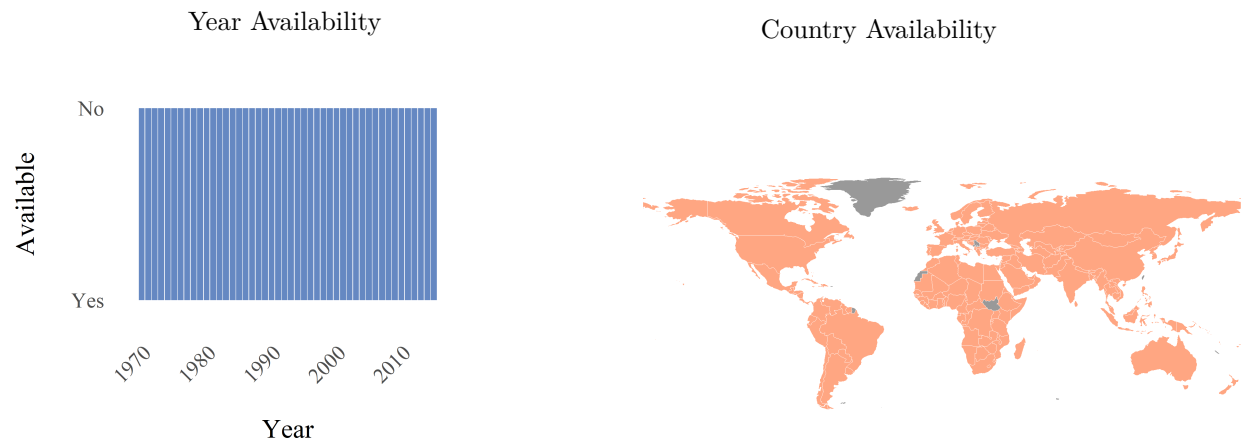 Year Availability
Country Availability
No
Available
Yes
1970
1980
1990
2000
2010
Year